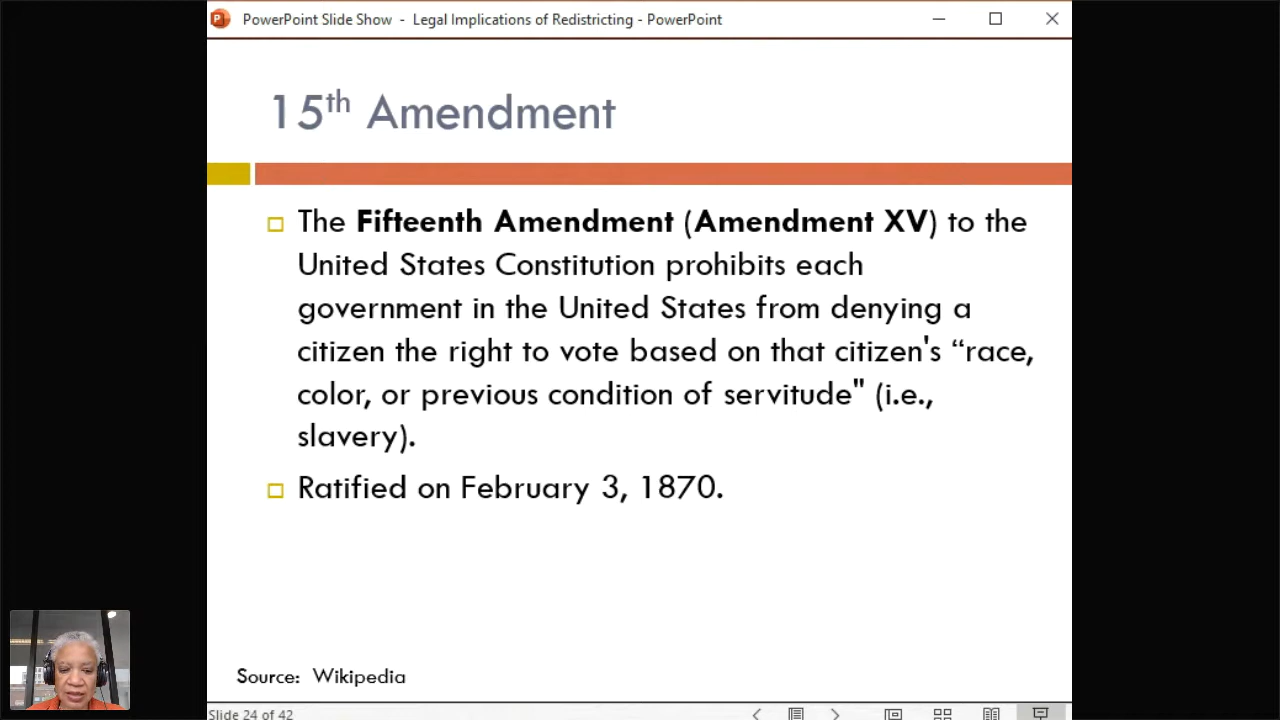 PowerPoint Slide Show - Legal Implications of Redistricting - PowerPoint
15th Amendment
The Fifteenth Amendment (Amendment XV) to the
United States Constitution prohibits each
government in the United States from denying a
citizen the right to vote based on that citizen's “race,
color, or previous condition of servitude" (i.e.,
slavery).
Ratified on February 3, 1870.
Source: Wikipedia
Slide 24 of 42